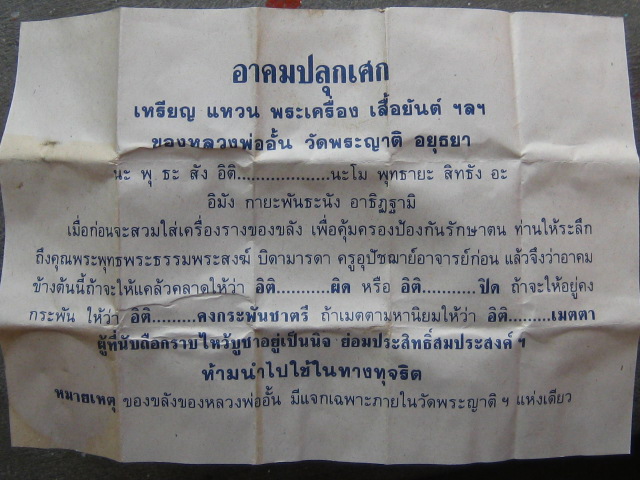 อาคมปลุกเศก
เหรียญ แหวน พระเครื่อง เสื้อยันต์ ฯลฯ
ของหลวงพ่ออั้น วัดพระญาติ อยุธยา
นะ พุ ธะ สัง อิติ...................นะโม พุทธายะ สิทธัง อะ
อิมัง กายะพันธะนัง อาธิฏฐามิ
เมื่อก่อนจะสวมใส่เครื่องรางของขลัง เพื่อคุ้มครองป้องกันรักษาตน ท่านให้ระลึก
ถึงคุณพระพุทธพระธรรมพระสงฆ์ บิดามารดา ครูอุปัชฌาย์อาจารย์ก่อน แล้วจึงว่าอาคม
ข้างต้นนี้ถ้าจะให้แคล้วคลาดให้ว่า อิติ..........ผิด หรือ อิติ..........ปิด ถ้าจะให้อยู่คง
กระพัน ให้ว่า อิติ.........คงกระพันชาตรี ถ้าเมตตามหานิยมให้ว่า อิติ.........เมตตา
ผู้ที่นับถือกราบไหว้บูชาอยู่เป็นนิจ ย่อมประสิทธิ์สมประสงค์ ฯ
ห้ามนำไปใช้ในทางทุจริต
หมายเหตุ ของขลังของหลวงพ่ออั้น มีแจกเฉพาะภายในวัดพระญาติ ฯ แห่งเดียว